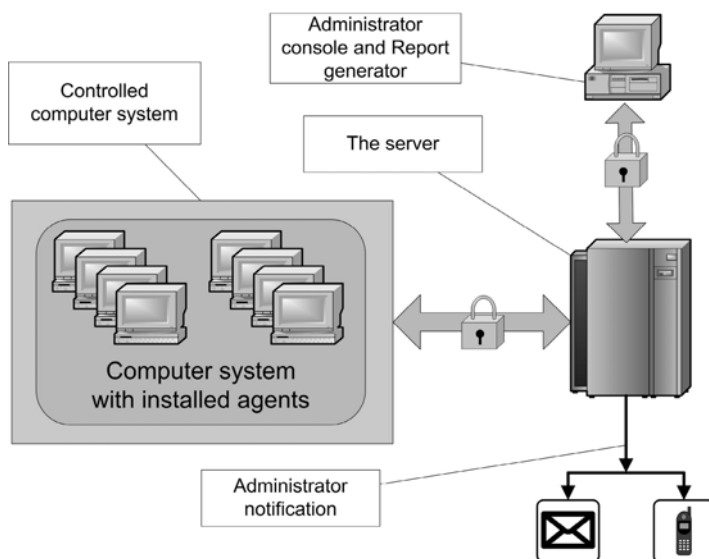 Administrator
console and Report
generator
Controlled
computer system
The server
Computer system
with installed agents
Administrator
notification